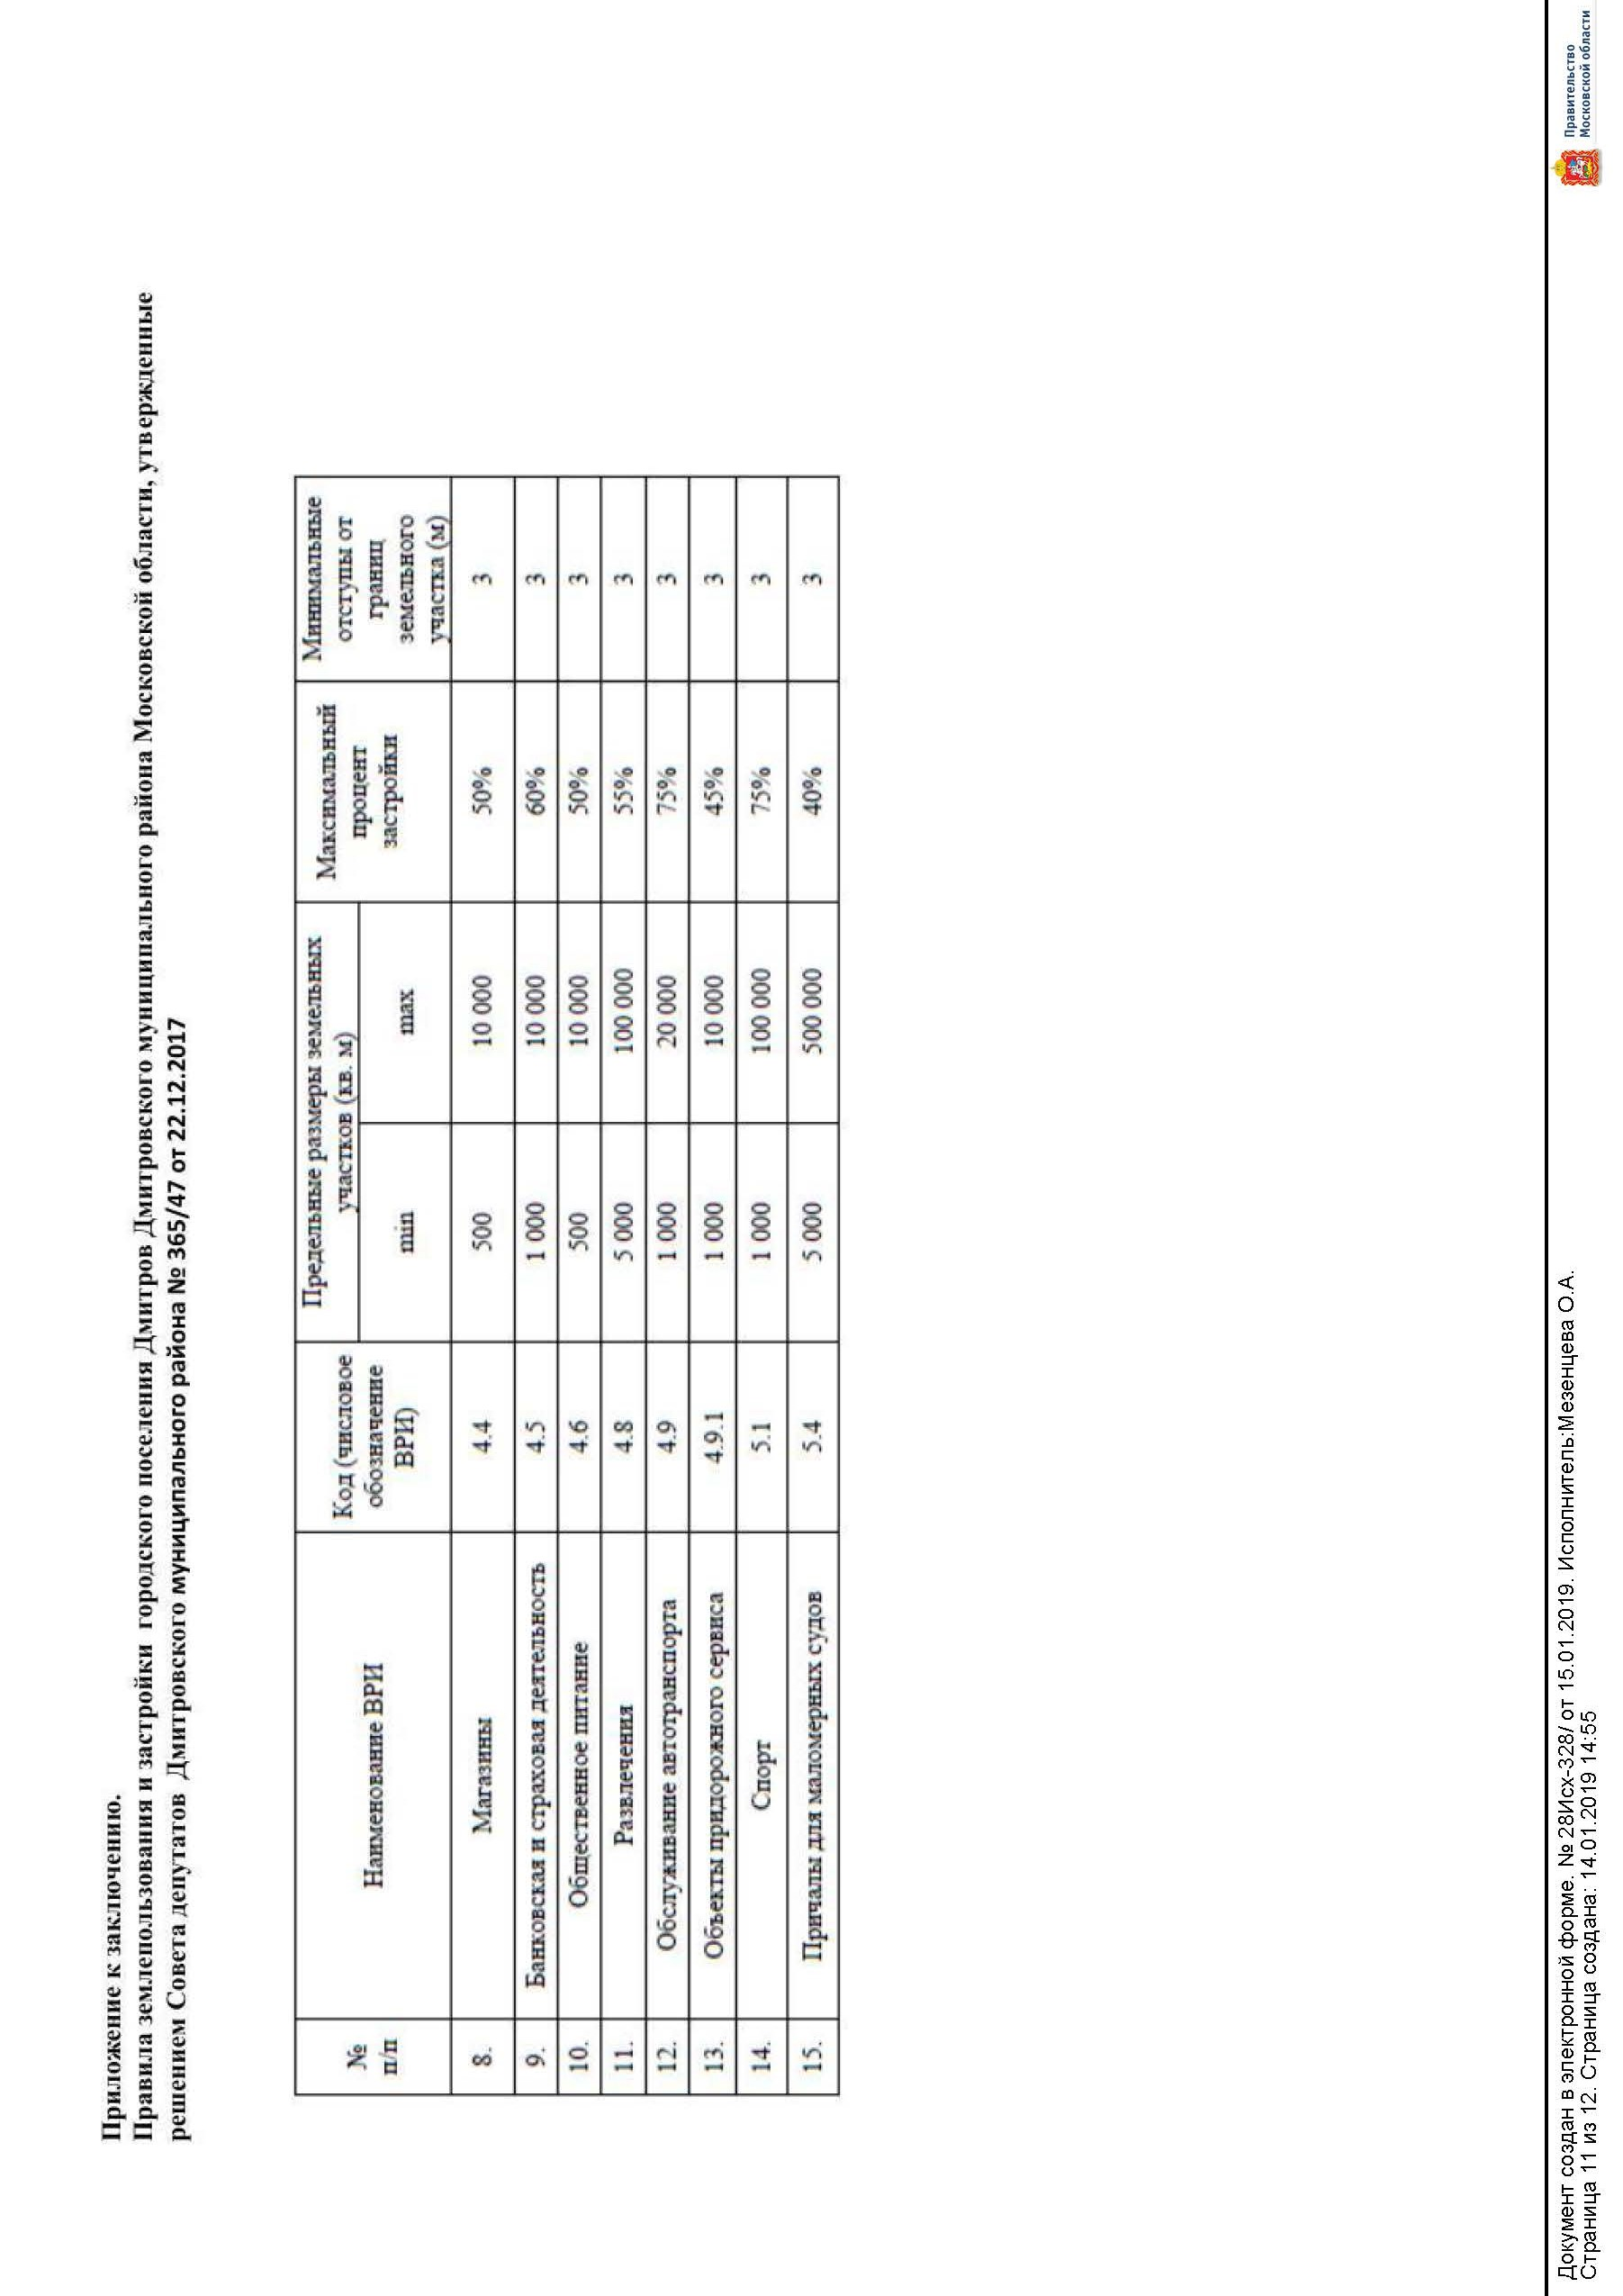 Приложение к заключению.
Правила землепользования и застройки городского поселения Дмитров Дмитровского муниципального района Московской области, утвержденные
решением Совета депутатов Дмитровского муниципального района № 365/47 от 22.12.2017
№ п/п Наименование ВРИ Код (числовое обозначение ВРИ) Предельные размеры земельных участков (кв. м) Максимальный процент застройки Минимальные отступы от границ земельного участка (м)
min max
8. Магазины 4.4 500 10 000 50% 3
9. Банковская и страховая деятельность 4.5 1 000 10 000 60% 3
10. Общественное питание 4.6 500 10 000 50% 3
11. Развлечения 4.8 5 000 100 000 55% 3
12. Обслуживание автотранспорта 4.9 1 000 20 000 75% 3
13. Объекты придорожного сервиса 4.9.1 1 000 10 000 45% 3
14. Спорт 5.1 1 000 100 000 75% 3
15. Причалы для маломерных судов 5.4 5 000 500 000 40% 3
Документ создан в электронной форме. № 28Исх-328/ от 15.01.2019. Исполнитель:Мезенцева О.А.
Страница 11 из 12. Страница создана: 14.01.2019 14:55
Правительство
Московской области